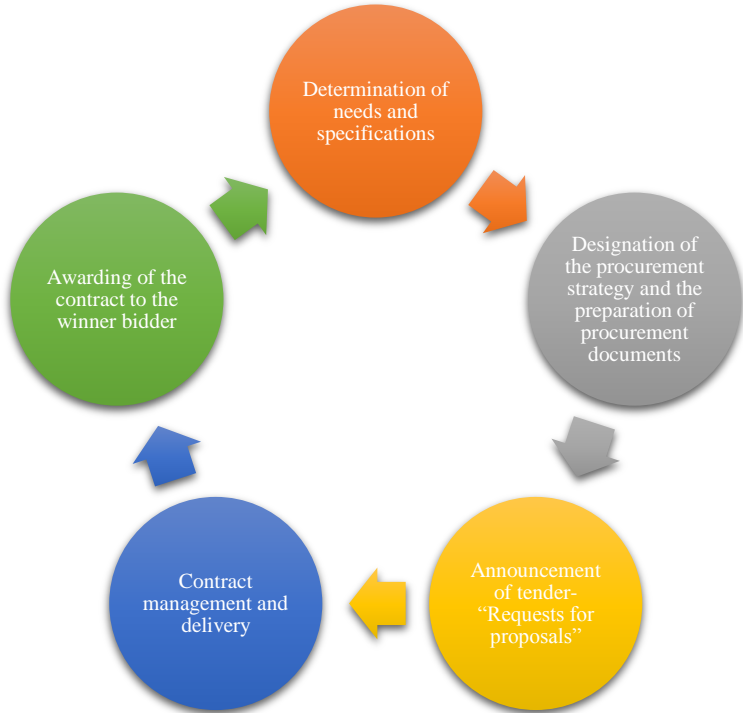 Determination of
needs and
specifications
Designation of
the procurement
strategy and the
preparation of
procurement
documents
Announcement
of tender-
“Requests for
proposals”
Contract
management and
delivery
Awarding of the
contract to the
winner bidder